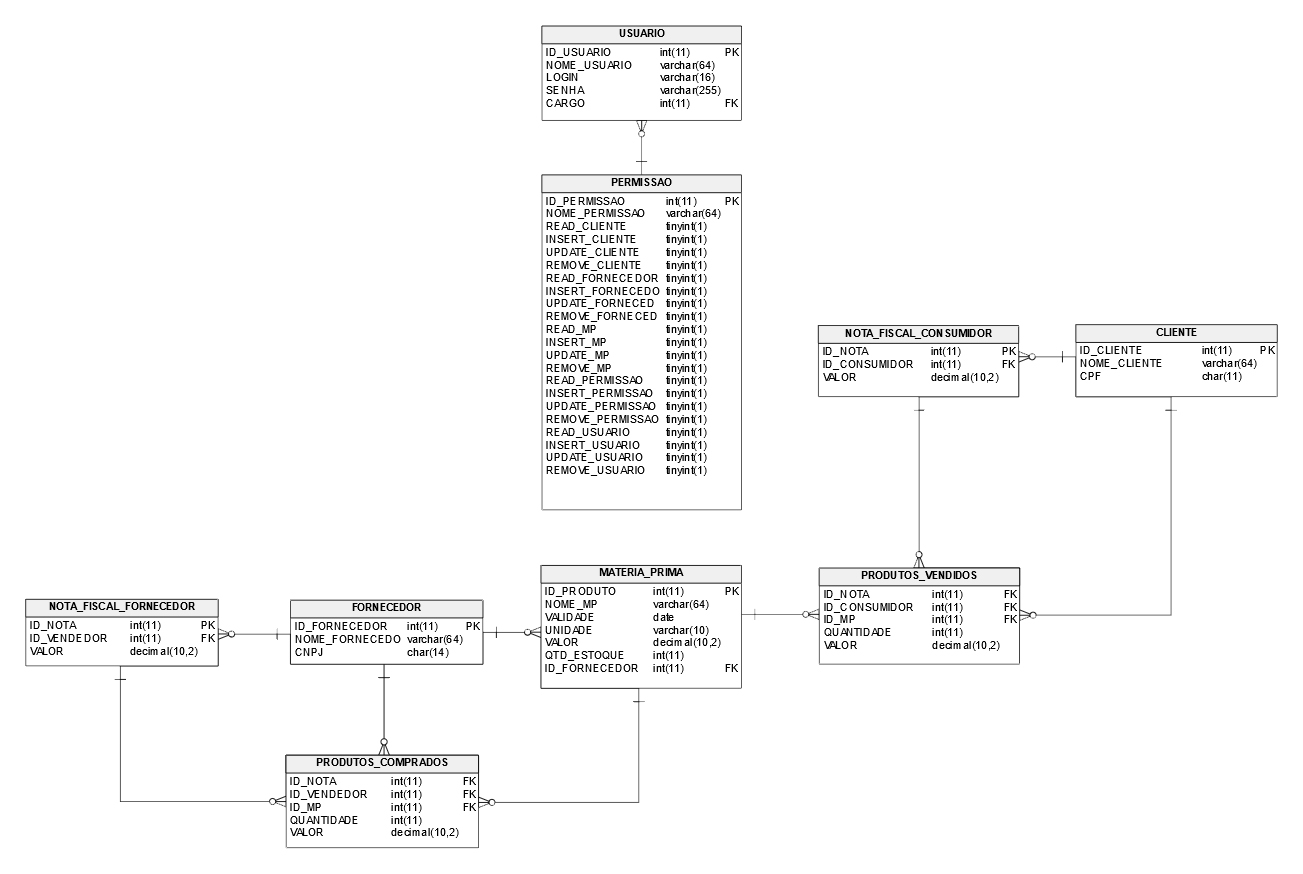 USUARIO
ID_USUARIO int(11) PK
NOME_USUARIO varchar(64)
LOGIN varchar(16)
SENHA varchar(255)
CARGO int(11) FK
PERMISSAO
ID_PERMISSAO int(11) PK
NOME_PERMISSAO varchar(64)
READ_CLIENTE tinyint(1)
INSERT_CLIENTE tinyint(1)
UPDATE_CLIENTE tinyint(1)
REMOVE_CLIENTE tinyint(1)
READ_FORNECEDOR tinyint(1)
INSERT_FORNECEDO tinyint(1)
UPDATE_FORNECED tinyint(1)
REMOVE_FORNECED tinyint(1)
READ_MP tinyint(1)
INSERT_MP tinyint(1)
UPDATE_MP tinyint(1)
REMOVE_MP tinyint(1)
READ_PERMISSAO tinyint(1)
INSERT_PERMISSAO tinyint(1)
UPDATE_PERMISSAO tinyint(1)
REMOVE_PERMISSAO tinyint(1)
READ_USUARIO tinyint(1)
INSERT_USUARIO tinyint(1)
UPDATE_USUARIO tinyint(1)
REMOVE_USUARIO tinyint(1)
NOTA_FISCAL_CONSUMIDOR
ID_NOTA int(11) PK
ID_CONSUMIDOR int(11) FK
VALOR decimal(10,2)
CLIENTE
ID_CLIENTE int(11) PK
NOME_CLIENTE varchar(64)
CPF char(11)
NOTA_FISCAL_FORNECEDOR
ID_NOTA int(11) PK
ID_VENDEDOR int(11) FK
VALOR decimal(10,2)
FORNECEDOR
ID_FORNECEDOR int(11) PK
NOME_FORNECEDO varchar(64)
CNPJ char(14)
MATERIA_PRIMA
ID_PRODUTO int(11) PK
NOME_MP varchar(64)
VALIDADE date
UNIDADE varchar(10)
VALOR decimal(10,2)
QTD_ESTOQUE int(11)
ID_FORNECEDOR int(11) FK
PRODUTOS_VENDIDOS
ID_NOTA int(11) FK
ID_CONSUMIDOR int(11) FK
ID_MP int(11) FK
QUANTIDADE int(11)
VALOR decimal(10,2)
PRODUTOS_COMPRADOS
ID_NOTA int(11) FK
ID_VENDEDOR int(11) FK
ID_MP int(11) FK
QUANTIDADE int(11)
VALOR decimal(10,2)